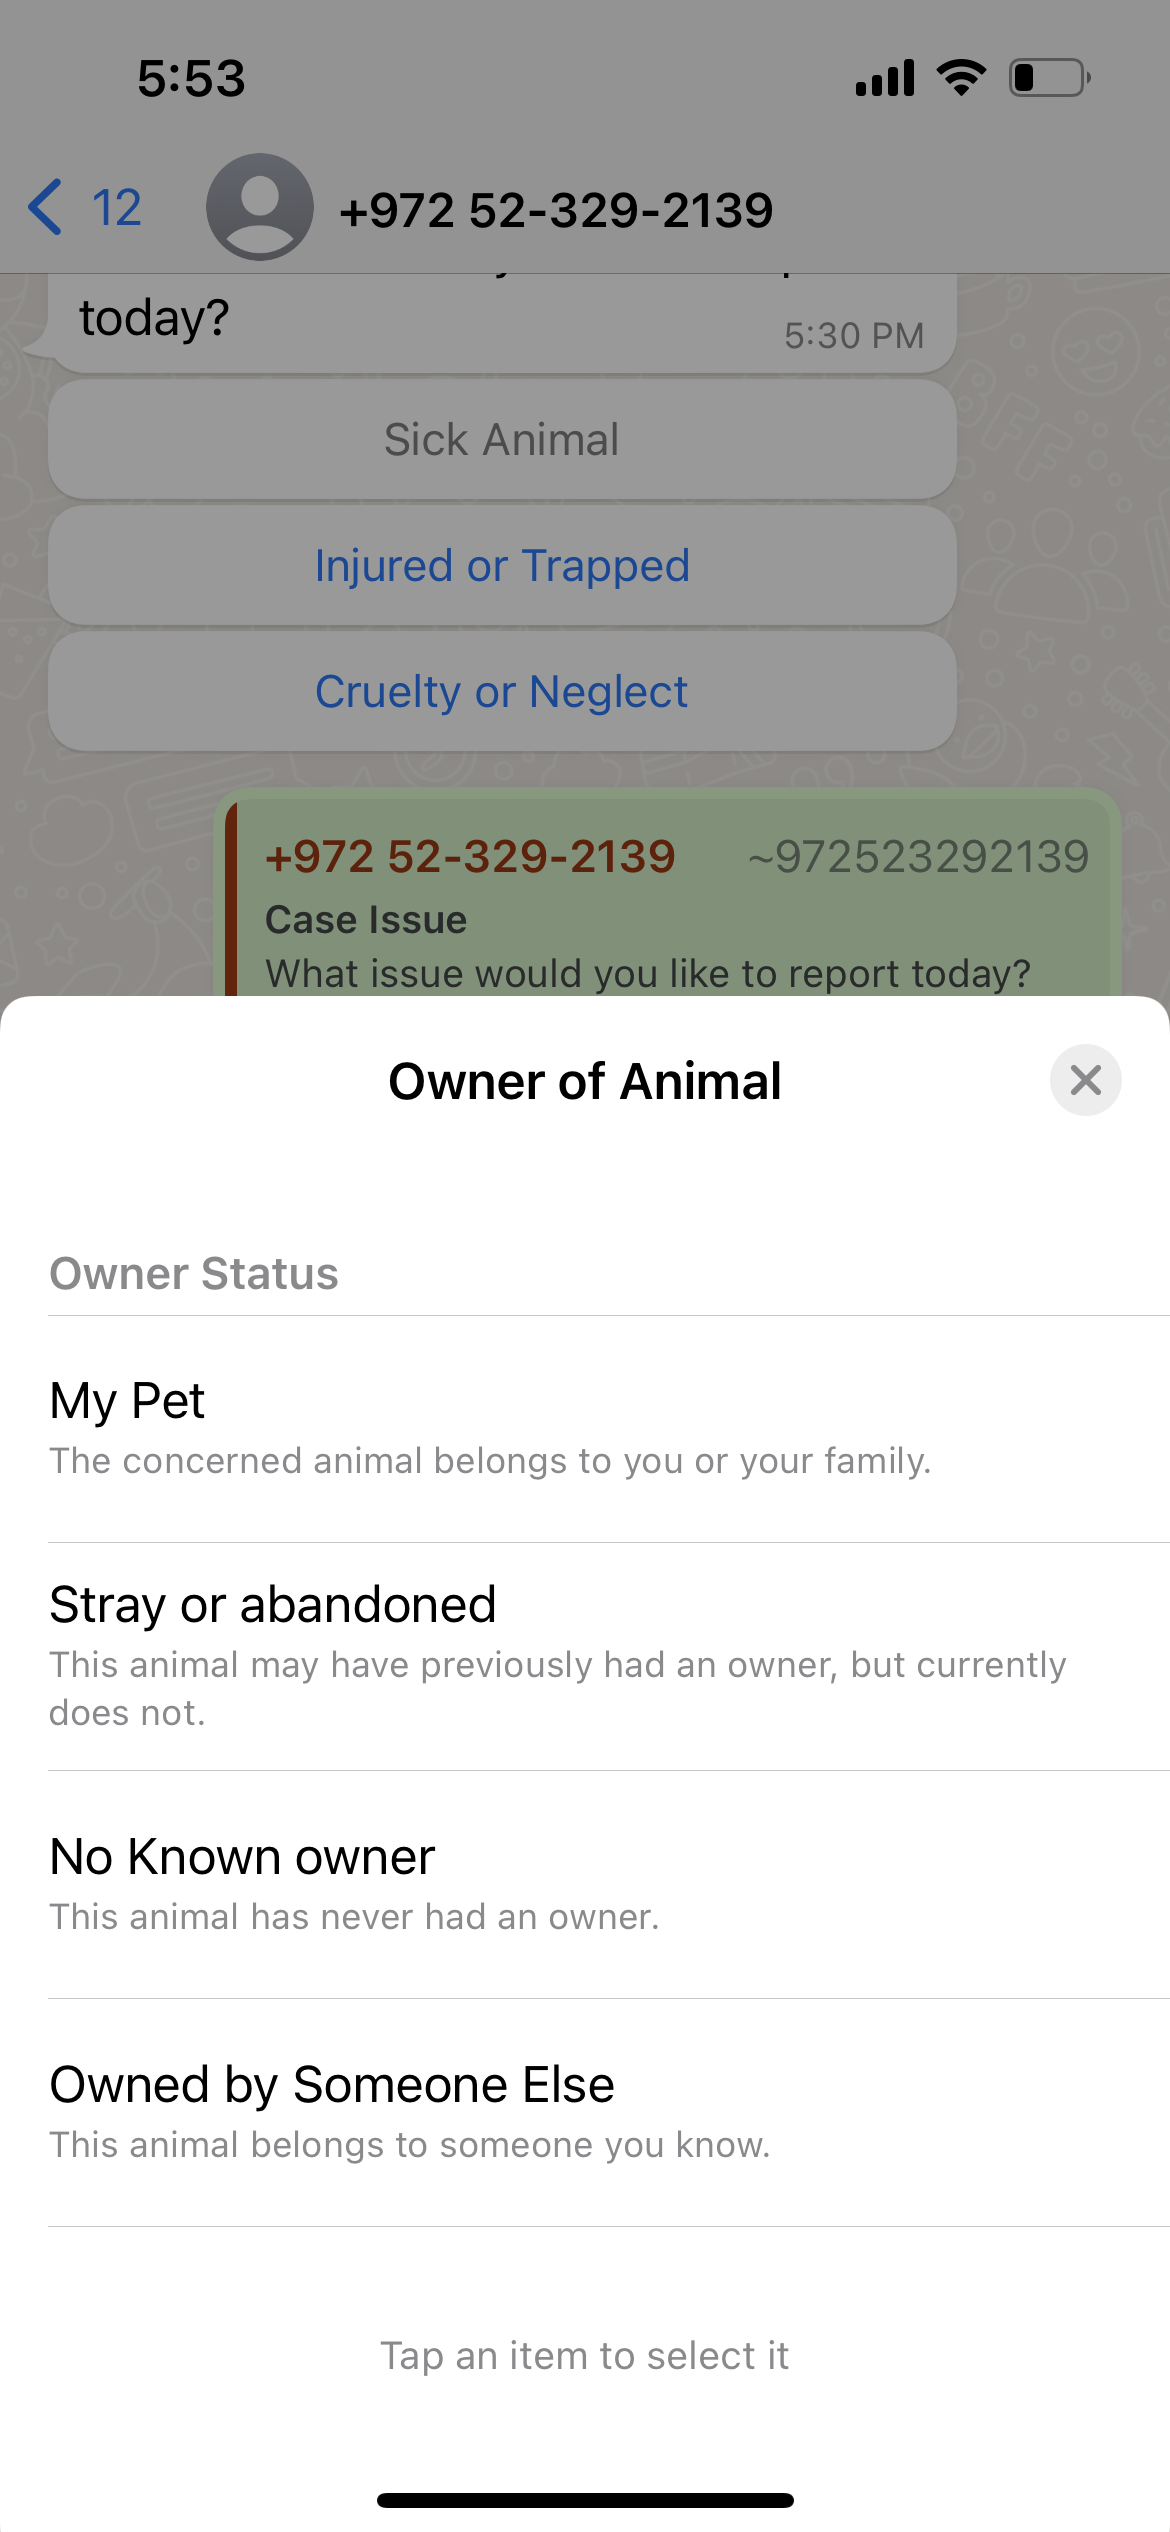 5:53
12
+972 52-329-2139
today?
5:30 PM
Sick Animal
Injured or Trapped
Cruelty or Neglect
+972 52-329-2139 ~972523292139
Case Issue
What issue would you like to report today?
Owner of Animal
Owner Status
My Pet
The concerned animal belongs to you or your family.
Stray or abandoned
This animal may have previously had an owner, but currently
does not.
No Known owner
This animal has never had an owner.
Owned by Someone Else
This animal belongs to someone you know.
Tap an item to select it